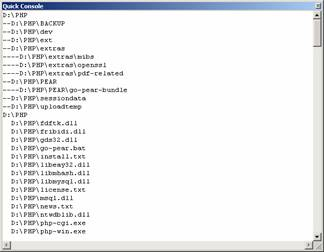 Quick Console
D:\PHP
--D:\PHP\BACKUP
--D:\PHP\dev
--D:\PHP\ext
--D:\PHP\extras
----D:\PHP\extras\mibs
----D:\PHP\extras\openssl
----D:\PHP\extras\pdf-related
--D:\PHP\PEAR
----D:\PHP\PEAR\go-pear-bundle
--D:\PHP\sessiondata
--D:\PHP\uploadtemp
D:\PHP
D:\PHP\fdftk.dll
D:\PHP\fribidi.dll
D:\PHP\gds32.dll
D:\PHP\go-pear.bat
D:\PHP\install.txt
D:\PHP\libeay32.dll
D:\PHP\libmhash.dll
D:\PHP\libmysql.dll
D:\PHP\license.txt
D:\PHP\msql.dll
D:\PHP\news.txt
D:\PHP\ntwdblib.dll
D:\PHP\php-cgi.exe
D:\PHP\php-win.exe